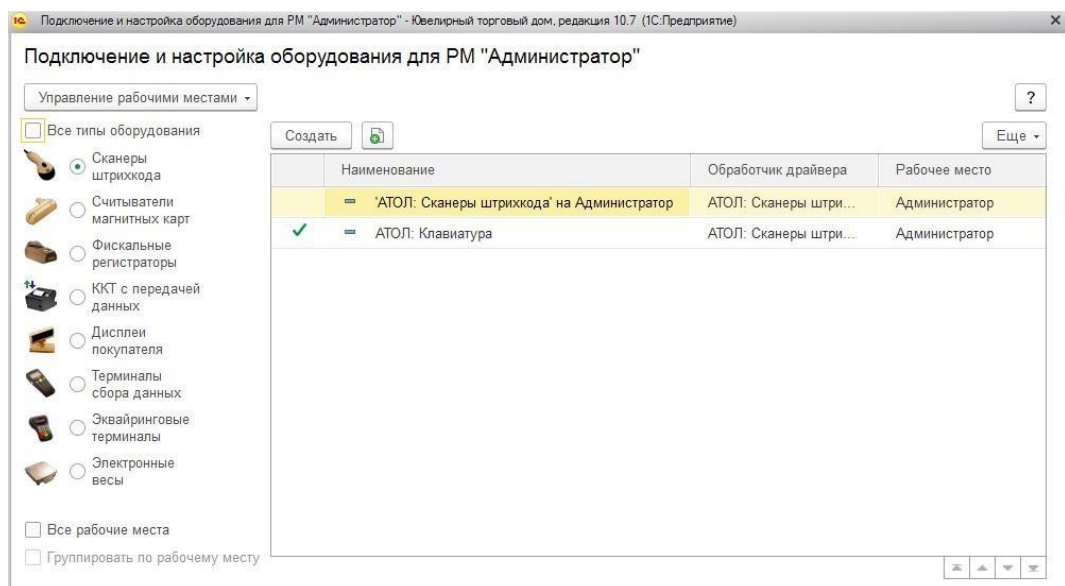 Подключение и настройка оборудования для РМ "Администратор" - Ювелирный торговый дом, редакция 10.7 (1С:Предприятие)
Подключение и настройка оборудования для РМ "Администратор"
Управление рабочими местами
?
Все типы оборудования
Сканеры
штрихкода
Считыватели
магнитных карт
Фискальные
регистраторы
ККТ с передачей
данных
Дисплеи
покупателя
Терминалы
сбора данных
Эквайринговые
терминалы
Электронные
весы
Все рабочие места
Группировать по рабочему месту
Создать
Еще
Наименование Обработчик драйвера Рабочее место
'АТОЛ: Сканеры штрихкода' на Администратор АТОЛ: Сканеры штри... Администратор
АТОЛ: Клавиатура АТОЛ: Сканеры штри... Администратор